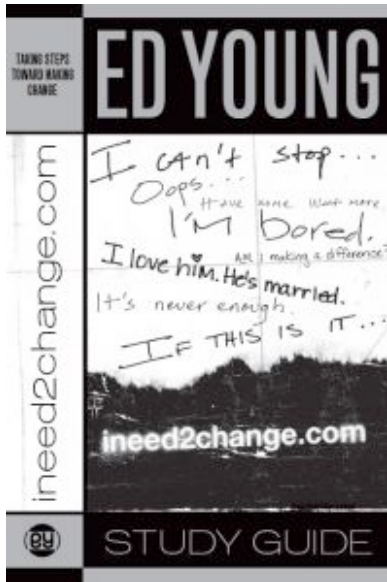 TAKING STEPS
TOWARD MAKING
CHANGE
ED YOUNG
ineed2change.com
I can't stop...
Oops...
Have some want more
I'm bored.
Am I making a difference?
I love him. He's married.
It's never enough.
IF THIS IS IT...
ineed2change.com
EY
STUDY GUIDE